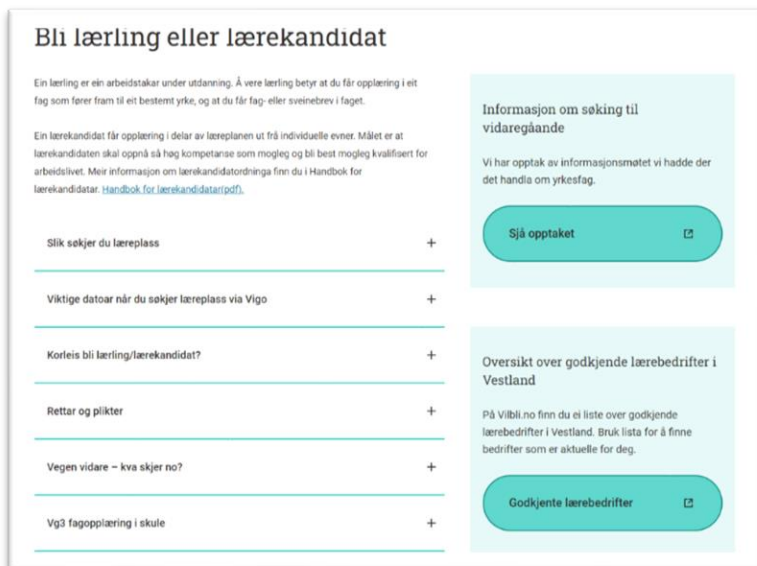 Bli lærling eller lærekandidat
Ein lærling er ein arbeidstakar under utdanning. Å vere lærling betyr at du får opplæring i eit
fag som fører fram til eit bestemt yrke, og at du får fag- eller sveinebrev i faget.
Ein lærekandidat får opplæring i delar av læreplanen ut frå individuelle evner. Målet er at
lærekandidaten skal oppnå så høg kompetanse som mogleg og bli best mogleg kvalifisert for
arbeidslivet. Meir informasjon om lærekandidatordninga finn du i Handbok for
lærekandidatar. Handbok for lærekandidatar(pdf).
Slik søkjer du læreplass
Viktige datoar når du søkjer læreplass via Vigo
Korleis bli lærling/lærekandidat?
Rettar og plikter
Vegen vidare – kva skjer no?
Vg3 fagopplæring i skule
Informasjon om søking til
vidaregåande
Vi har opptak av informasjonsmøtet vi hadde der
det handla om yrkesfag.
Sjå opptaket
Oversikt over godkjende lærebedrifter i
Vestland
På Vilbli.no finn du ei liste over godkjende
lærebedrifter i Vestland. Bruk lista for å finne
bedrifter som er aktuelle for deg.
Godkjente lærebedrifter